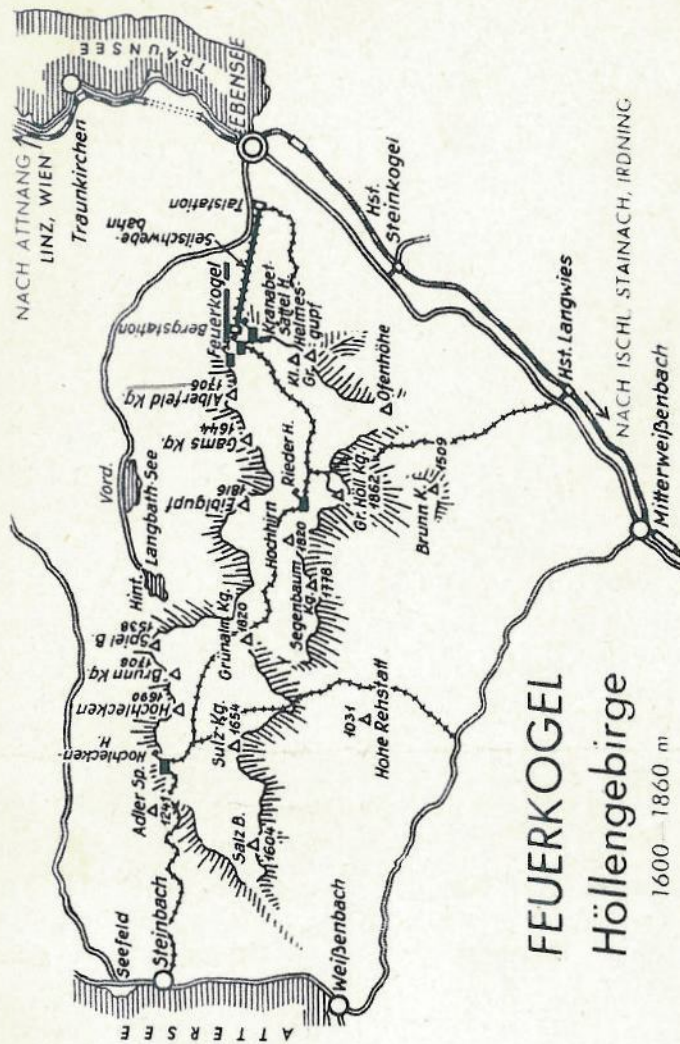 NACH ATTNANG
LINZ, WIEN
TRAUNSEE
Traunkirchen
EBENSEE
Talstation
Seilschwebe-
bahn
Bergstation
Feuerkogel
Kranabet-
Sattel H.
Kl.
Gr.
Helmes-
gupf
Ofenhöhe
Alberfeld Kg.
1706
Gams Kg.
1644
Eiblgupf
1816
Vord.
Hint.
Langbath-See
Rieder H.
Hochhirn
1820
Gr. Höll Kg.
1862
Brunn K.
1509
Segenbaum
Kg.
1778
Grünalm Kg.
1820
Spiel B.
1538
Brunn Kg.
1708
Hochlecken
1690
Hochlecken-
H.
Sulz-Kg.
1654
Adler Sp.
1241
Salz B.
1604
1031
Hohe Rehstatt
Seefeld
Steinbach
Weißenbach
ATTERSEE
Hst.
Steinkogel
Hst. Langwies
NACH ISCHL, STAINACH, IRDNING
Mitterweißenbach
FEUERKOGEL
Höllengebirge
1600–1860 m